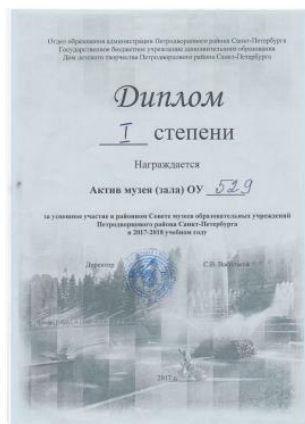 Отдел образования администрации Петродворцового района Санкт-Петербурга
Государственное бюджетное учреждение дополнительного образования
Дом детского творчества Петродворцового района Санкт-Петербурга
Диплом
I степени
Награждается
Актив музея (зала) ОУ 529
за успешное участие в районном Совете музеев образовательных учреждений
Петродворцового района Санкт-Петербурга
в 2017-2018 учебном году
Директор С.В.
2017 г.